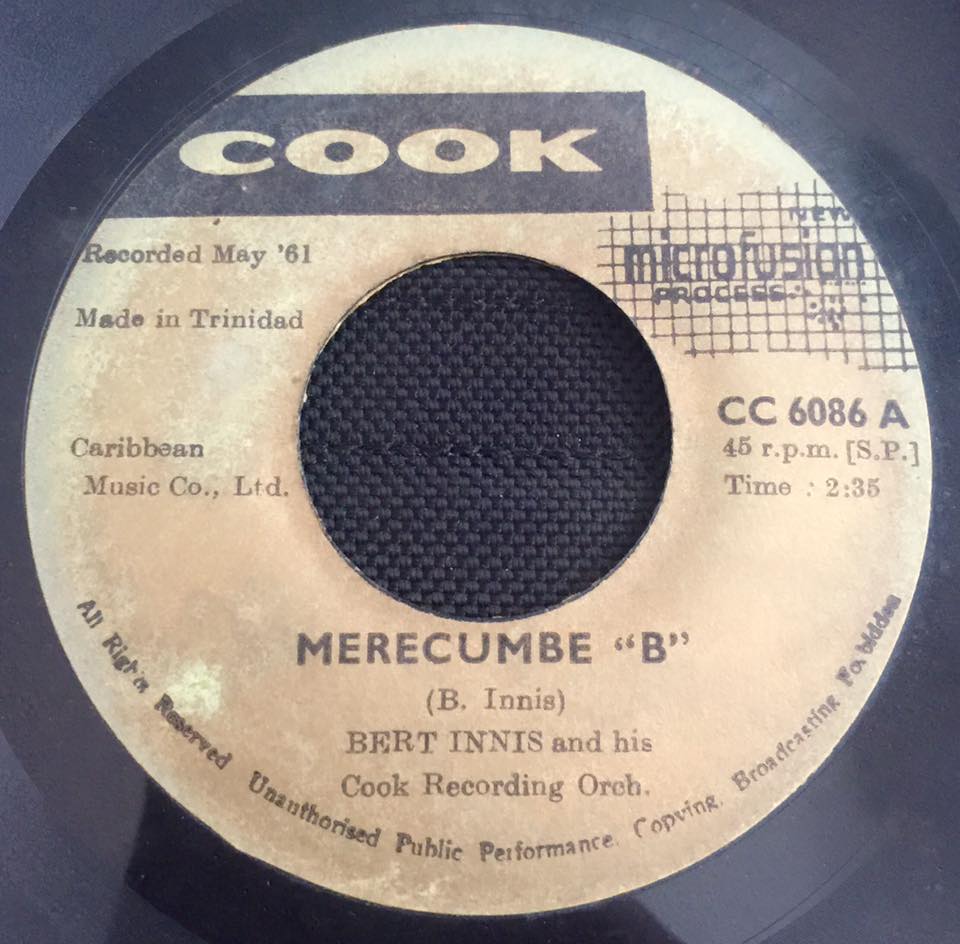 COOK
NEW
microfusion
PROCESS
Recorded May '61
Made in Trinidad
CC 6086 A
Caribbean
Music Co., Ltd.
45 r.p.m. [S.P.]
Time : 2:35
MERECUMBE "B"
(B. Innis)
BERT INNIS and his
Cook Recording Orch.
All Rights Reserved Unauthorised Public Performance. Copying. Broadcasting Forbidden